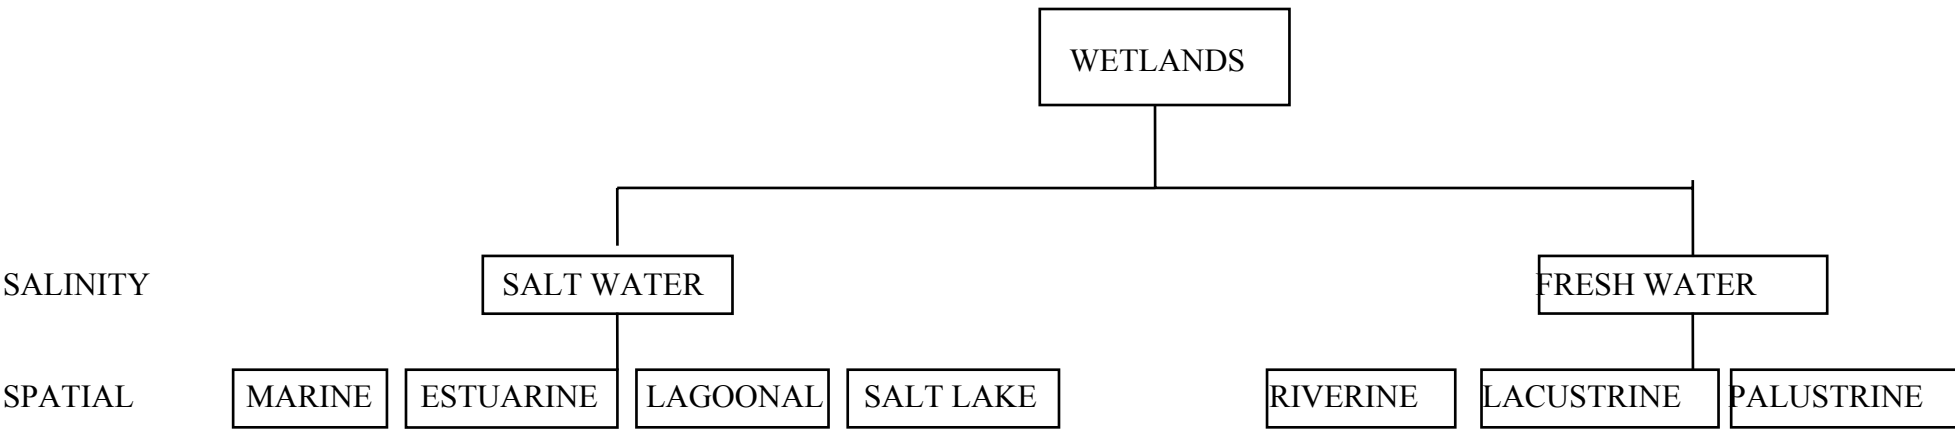 WETLANDS
SALINITY SALT WATER FRESH WATER
SPATIAL MARINE ESTUARINE LAGOONAL SALT LAKE RIVERINE LACUSTRINE PALUSTRINE